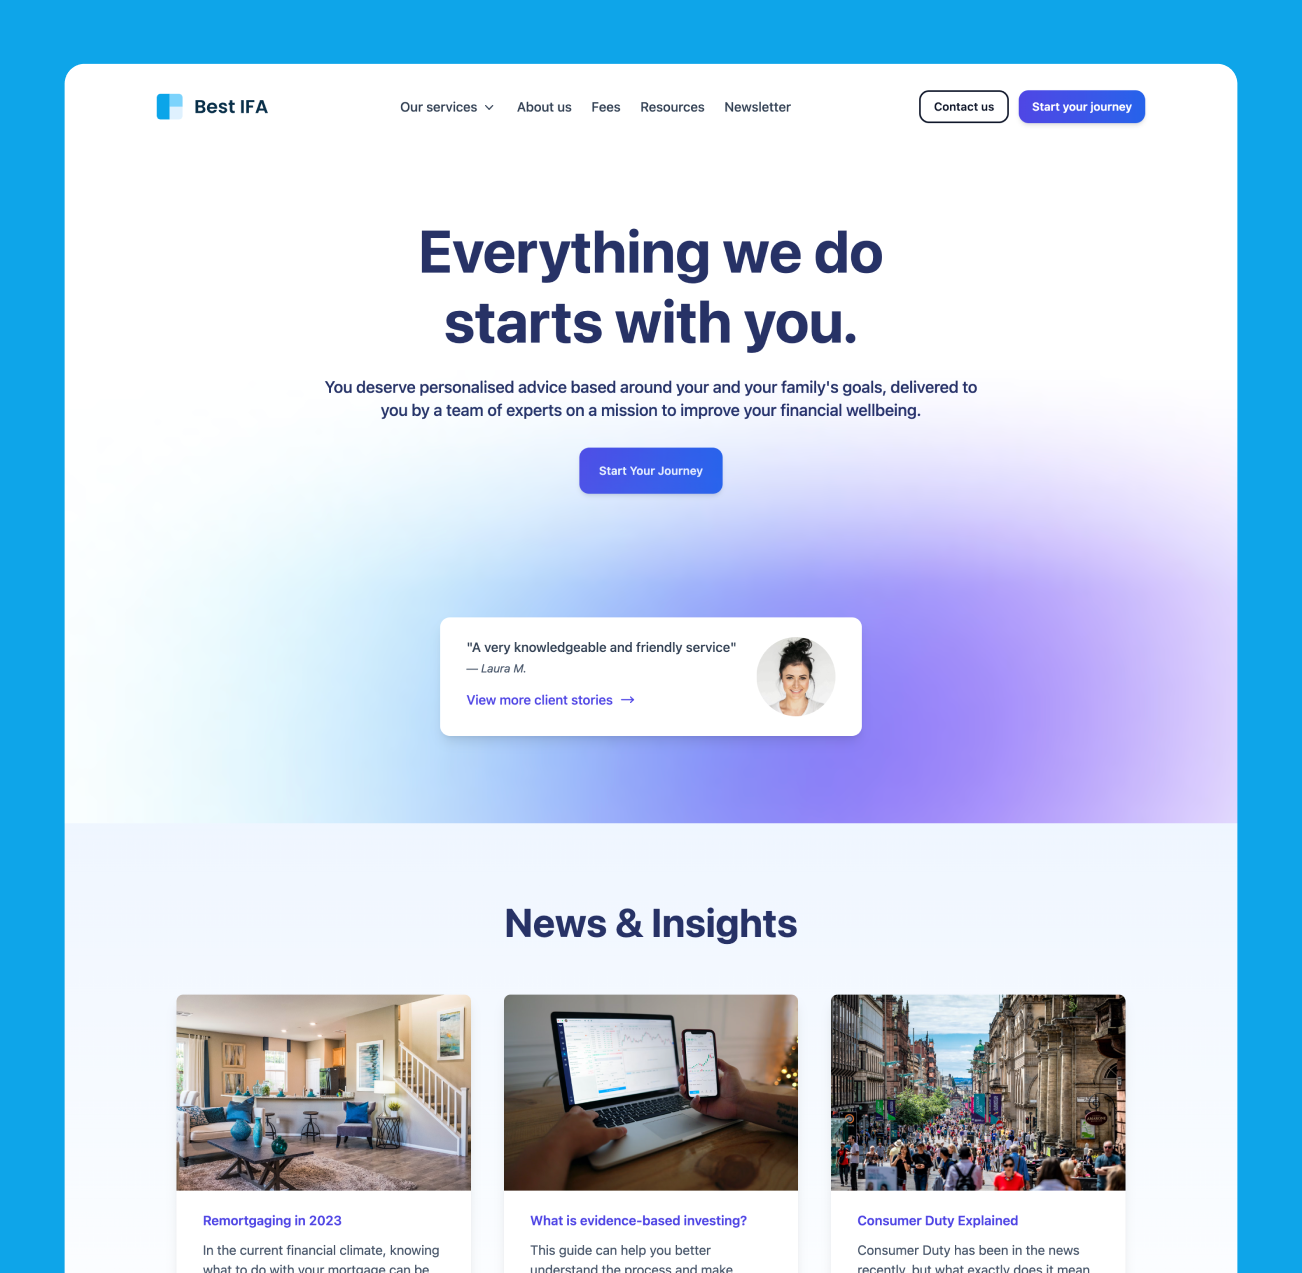 Best IFA
Our services
About us
Fees
Resources
Newsletter
Contact us
Start your journey
Everything we do
starts with you.
You deserve personalised advice based around your and your family's goals, delivered to
you by a team of experts on a mission to improve your financial wellbeing.
Start Your Journey
"A very knowledgeable and friendly service"
— Laura M.
View more client stories →
News & Insights
Remortgaging in 2023
In the current financial climate, knowing
what to do with your mortgage can be
What is evidence-based investing?
This guide can help you better
understand the process and make
Consumer Duty Explained
Consumer Duty has been in the news
recently, but what exactly does it mean